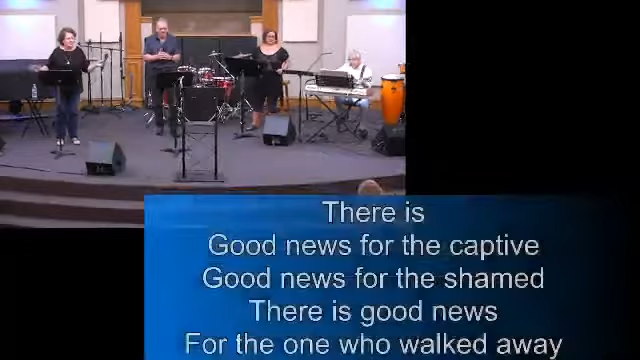 There is
Good news for the captive
Good news for the shamed
There is good news
For the one who walked away